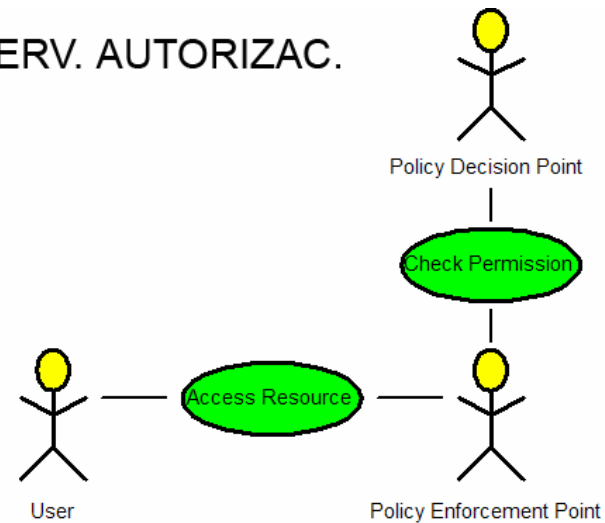 ERV. AUTORIZAC.
Policy Decision Point
Check Permission
Access Resource
User
Policy Enforcement Point